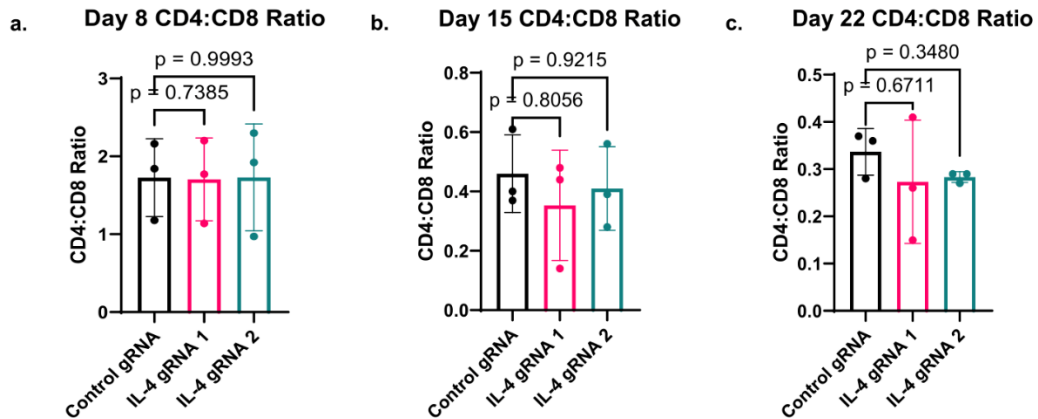 a.
Day 8 CD4:CD8 Ratio
p = 0.9993
p = 0.7385
CD4:CD8 Ratio
3
2
1
0
Control gRNA
IL-4 gRNA 1
IL-4 gRNA 2
b.
Day 15 CD4:CD8 Ratio
p = 0.9215
p = 0.8056
CD4:CD8 Ratio
0.8
0.6
0.4
0.2
0.0
Control gRNA
IL-4 gRNA 1
IL-4 gRNA 2
c.
Day 22 CD4:CD8 Ratio
p = 0.3480
p = 0.6711
CD4:CD8 Ratio
0.5
0.4
0.3
0.2
0.1
0.0
Control gRNA
IL-4 gRNA 1
IL-4 gRNA 2